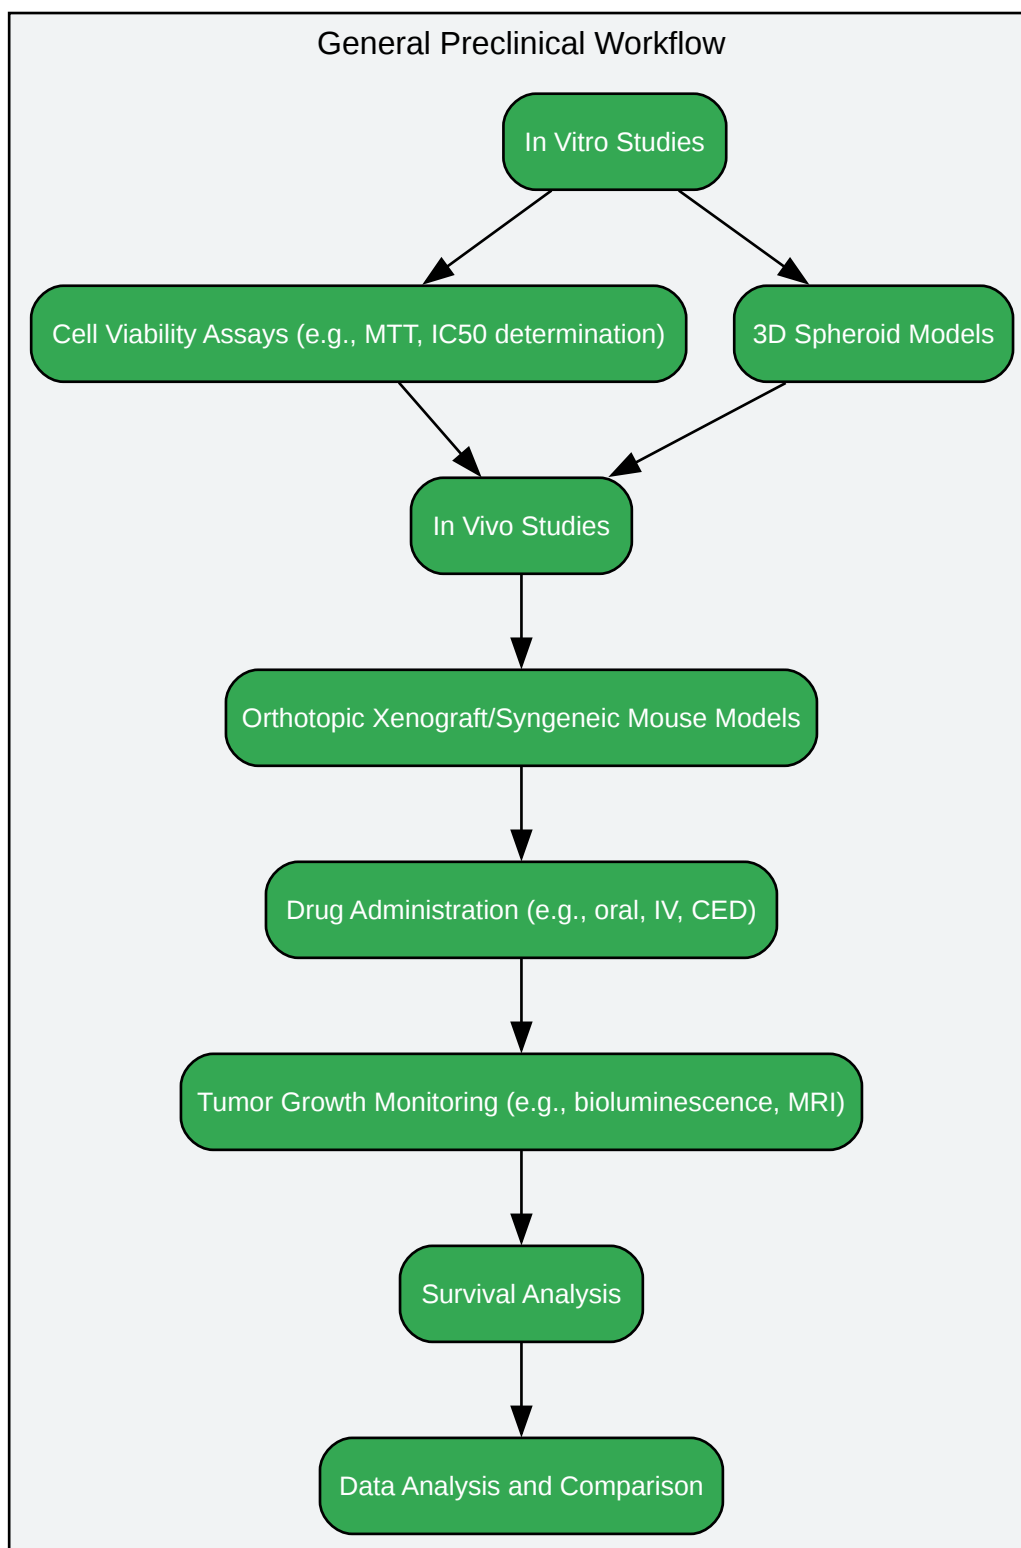 General Preclinical Workflow
In Vitro Studies
Cell Viability Assays (e.g., MTT, IC50 determination)
3D Spheroid Models
In Vivo Studies
Orthotopic Xenograft/Syngeneic Mouse Models
Drug Administration (e.g., oral, IV, CED)
Tumor Growth Monitoring (e.g., bioluminescence, MRI)
Survival Analysis
Data Analysis and Comparison